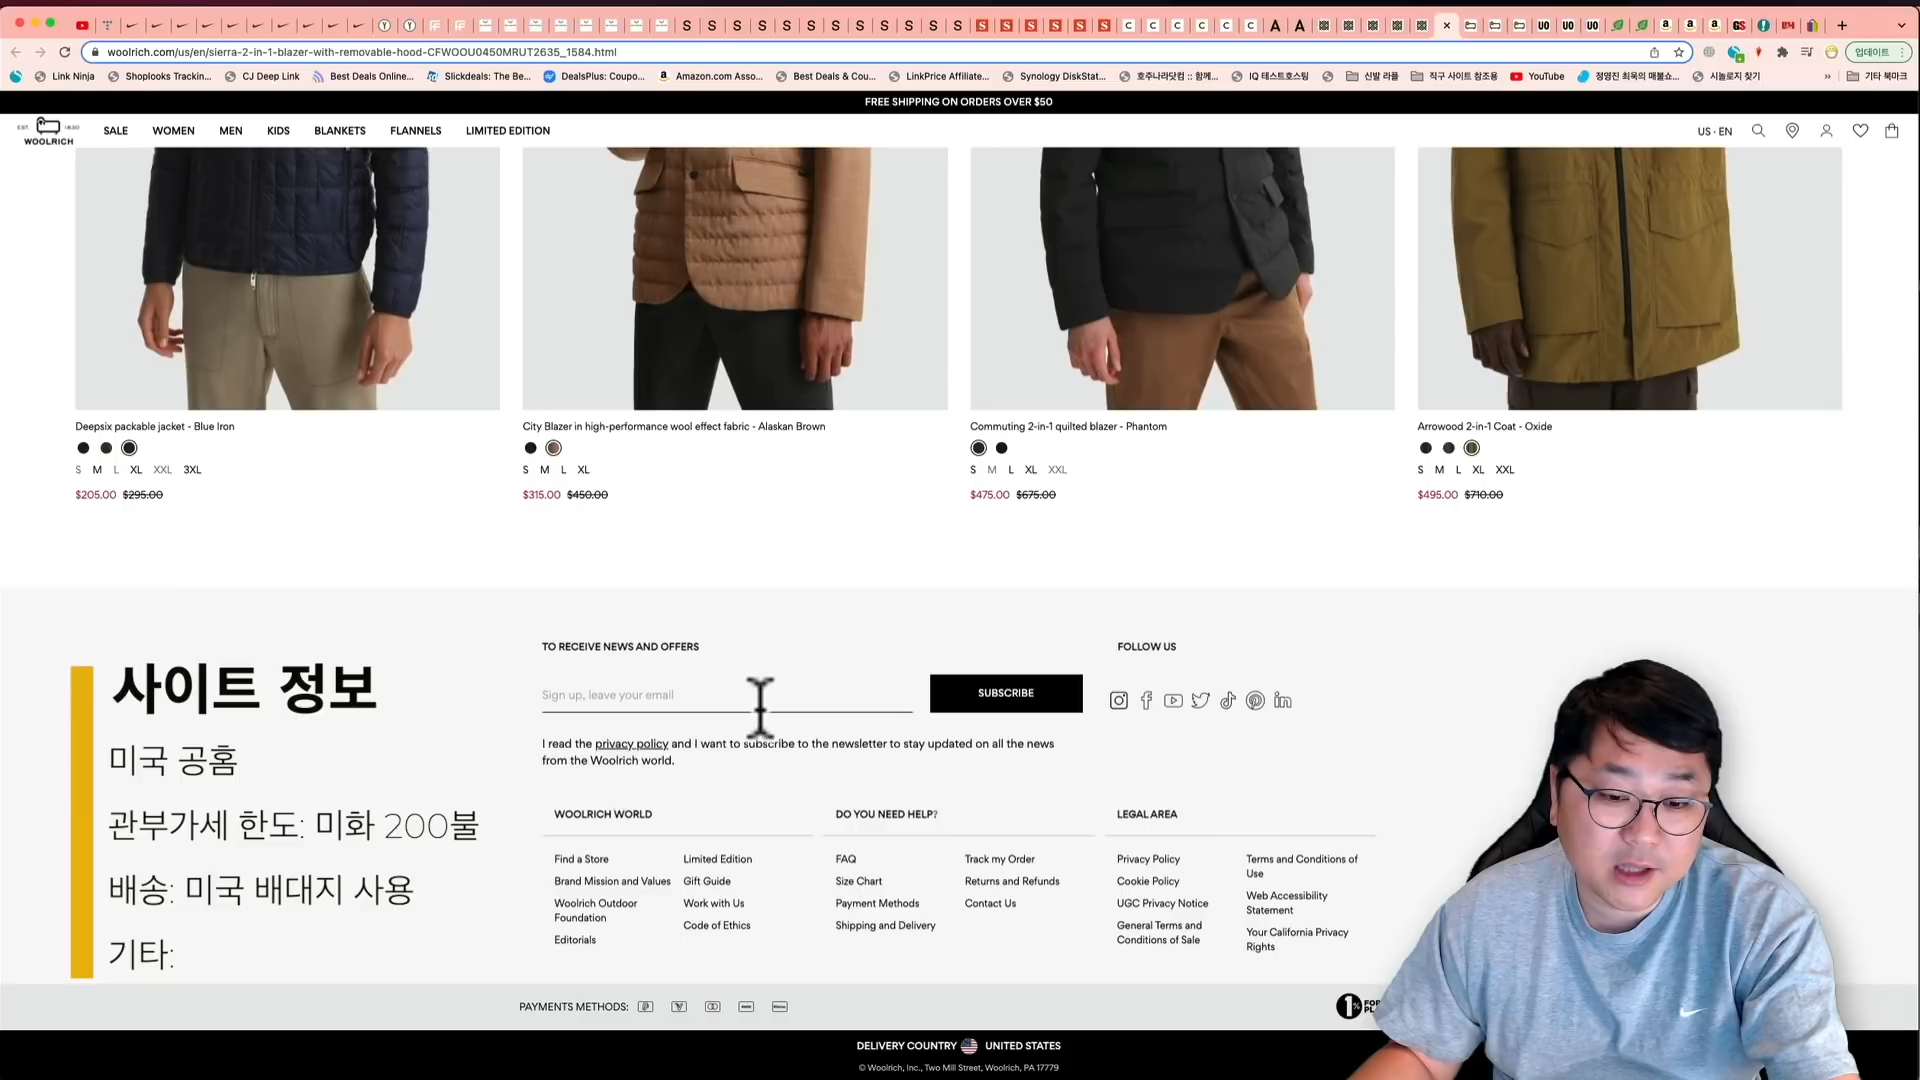 woolrich.com/us/en/sierra-2-in-1-blazer-with-removable-hood-CFWOOU0450MRUT2635_1584.html
업데이트
Link Ninja
Shoplooks Trackin...
CJ Deep Link
Best Deals Online...
Slickdeals: The Be...
DealsPlus: Coupo...
Amazon.com Asso...
Best Deals & Cou...
LinkPrice Affiliate...
Synology DiskStat...
호주나라닷컴 :: 함께...
IQ 테스트호스팅
신발 라플
직구 사이트 참조용
YouTube
정영진 최욱의 매불쇼...
시놀로지 찾기
»
기타 북마크
FREE SHIPPING ON ORDERS OVER $50
EST. 1830
WOOLRICH
SALE
WOMEN
MEN
KIDS
BLANKETS
FLANNELS
LIMITED EDITION
US · EN
Deepsix packable jacket - Blue Iron
S M L XL XXL 3XL
$205.00 $295.00
City Blazer in high-performance wool effect fabric - Alaskan Brown
S M L XL
$315.00 $450.00
Commuting 2-in-1 quilted blazer - Phantom
S M L XL XXL
$475.00 $675.00
Arrowood 2-in-1 Coat - Oxide
S M L XL XXL
$495.00 $710.00
사이트 정보
미국 공홈
관부가세 한도: 미화 200불
배송: 미국 배대지 사용
기타:
TO RECEIVE NEWS AND OFFERS
Sign up, leave your email
SUBSCRIBE
I read the privacy policy and I want to subscribe to the newsletter to stay updated on all the news
from the Woolrich world.
FOLLOW US
WOOLRICH WORLD
Find a Store
Brand Mission and Values
Woolrich Outdoor
Foundation
Editorials
Limited Edition
Gift Guide
Work with Us
Code of Ethics
DO YOU NEED HELP?
FAQ
Size Chart
Payment Methods
Shipping and Delivery
Track my Order
Returns and Refunds
Contact Us
LEGAL AREA
Privacy Policy
Cookie Policy
UGC Privacy Notice
General Terms and
Conditions of Sale
Terms and Conditions of
Use
Web Accessibility
Statement
Your California Privacy
Rights
PAYMENTS METHODS:
1%
DELIVERY COUNTRY UNITED STATES
© Woolrich, Inc., Two Mill Street, Woolrich, PA 17779